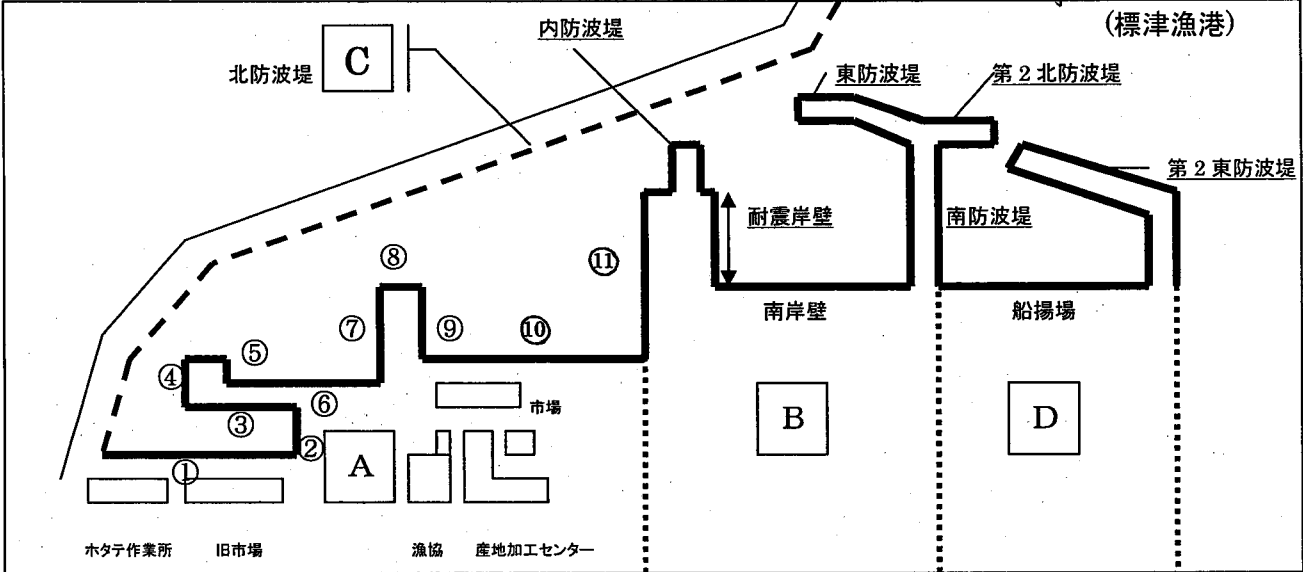 (標津漁港)
内防波堤
北防波堤
C
東防波堤
第2北防波堤
第2東防波堤
耐震岸壁
南防波堤
⑧
⑪
南岸壁
船揚場
⑦
⑨
⑩
⑤
④
⑥
市場
③
B
D
②
A
①
ホタテ作業所
旧市場
漁協
産地加工センター